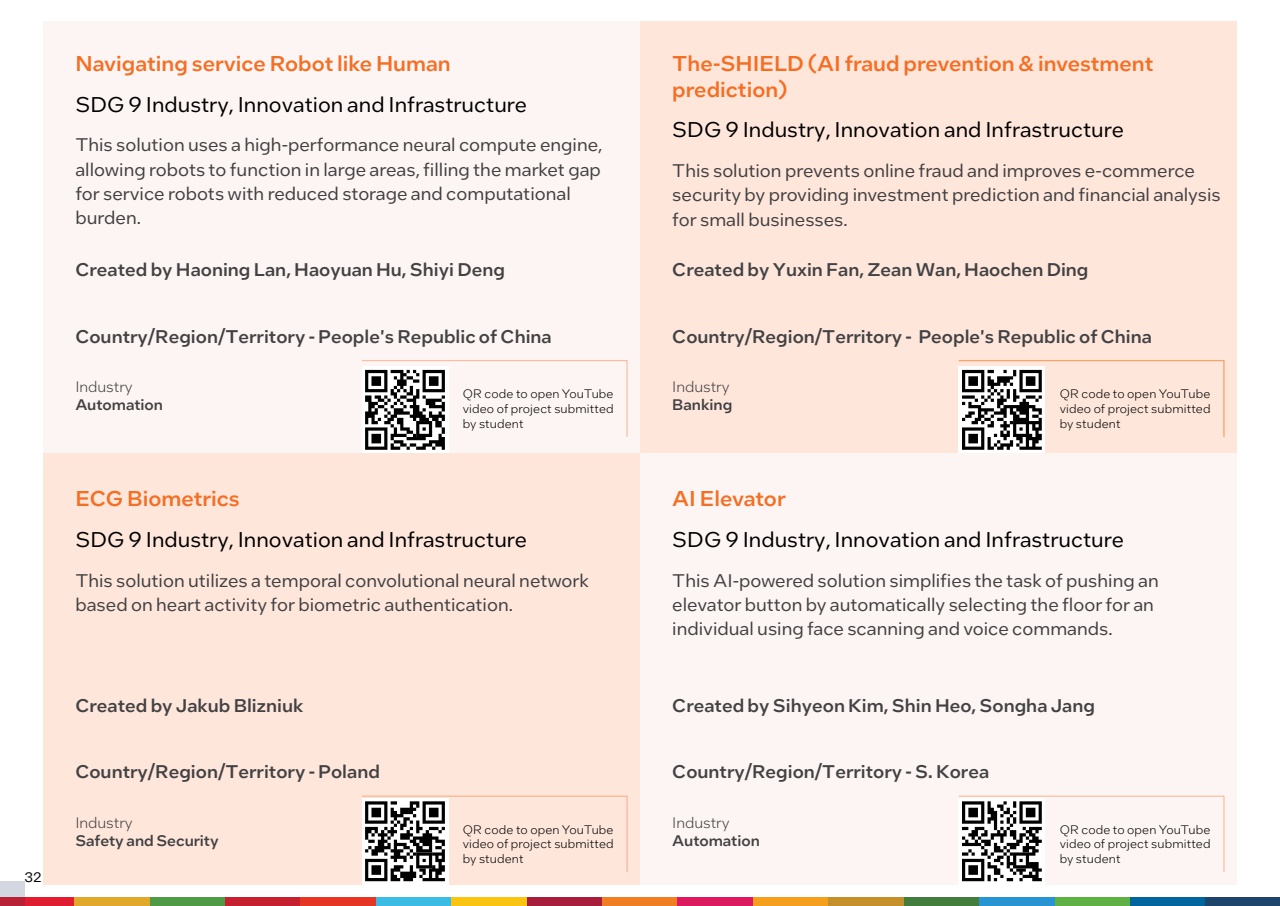 Navigating service Robot like Human
SDG 9 Industry, Innovation and Infrastructure
This solution uses a high-performance neural compute engine,
allowing robots to function in large areas, filling the market gap
for service robots with reduced storage and computational
burden.
Created by Haoning Lan, Haoyuan Hu, Shiyi Deng
Country/Region/Territory - People's Republic of China
Industry
Automation
QR code to open YouTube
video of project submitted
by student
The-SHIELD (AI fraud prevention & investment
prediction)
SDG 9 Industry, Innovation and Infrastructure
This solution prevents online fraud and improves e-commerce
security by providing investment prediction and financial analysis
for small businesses.
Created by Yuxin Fan, Zean Wan, Haochen Ding
Country/Region/Territory - People's Republic of China
Industry
Banking
QR code to open YouTube
video of project submitted
by student
ECG Biometrics
SDG 9 Industry, Innovation and Infrastructure
This solution utilizes a temporal convolutional neural network
based on heart activity for biometric authentication.
Created by Jakub Blizniuk
Country/Region/Territory - Poland
Industry
Safety and Security
QR code to open YouTube
video of project submitted
by student
AI Elevator
SDG 9 Industry, Innovation and Infrastructure
This AI-powered solution simplifies the task of pushing an
elevator button by automatically selecting the floor for an
individual using face scanning and voice commands.
Created by Sihyeon Kim, Shin Heo, Songha Jang
Country/Region/Territory - S. Korea
Industry
Automation
QR code to open YouTube
video of project submitted
by student
32